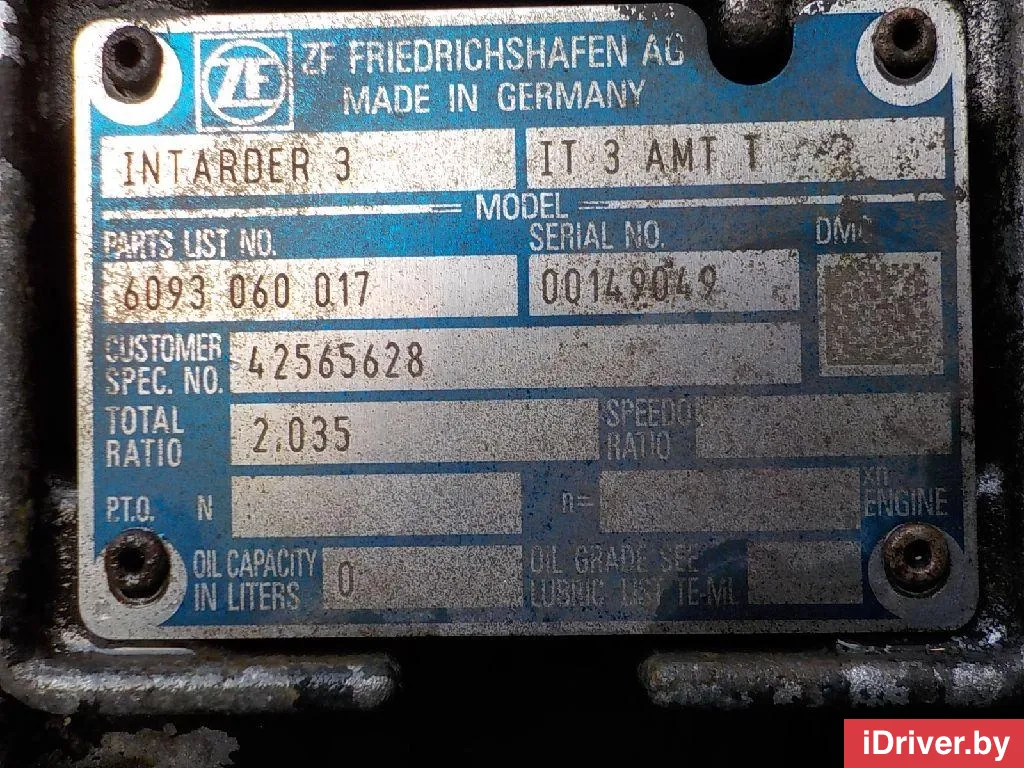 ZF ZF FRIEDRICHSHAFEN AG
MADE IN GERMANY
INTARDER 3 IT 3 AMT T
MODEL
PARTS LIST NO. SERIAL NO. DMC
6093 060 017 00149049
CUSTOMER
SPEC. NO. 42565628
TOTAL
RATIO 2.035 SPEEDO.
RATIO
P.T.O. N n= xn
ENGINE
OIL CAPACITY
IN LITERS 0 OIL GRADE SEE
LUBRIC. LIST TE-ML
iDriver.by